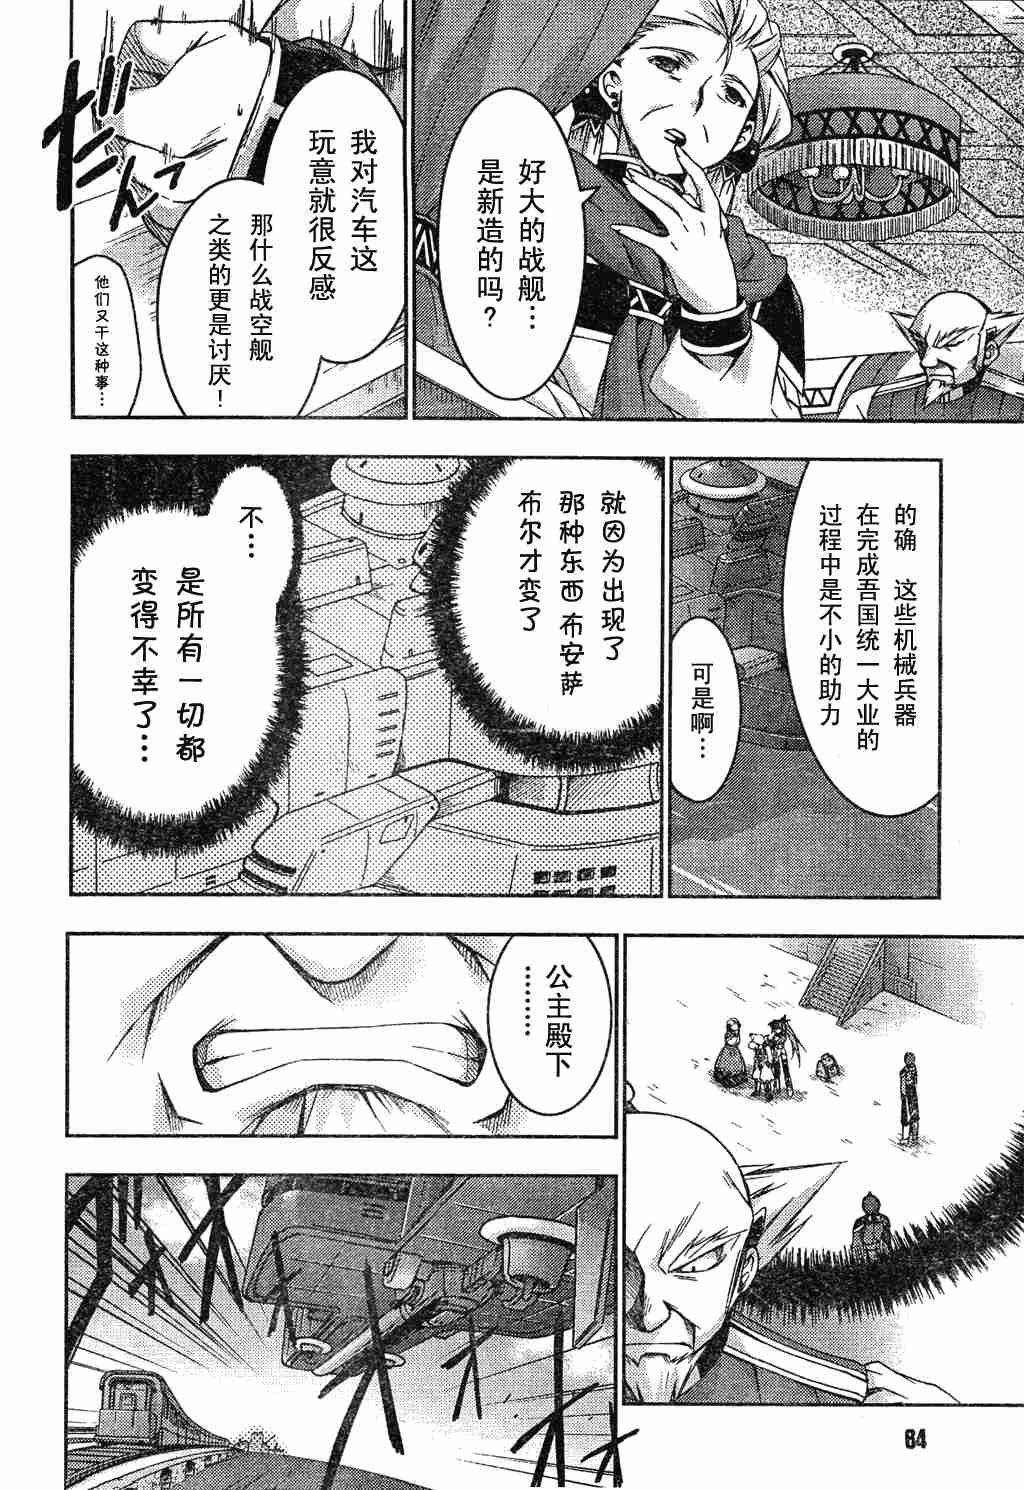 好大的战舰…
是新造的吗?
我对汽车这
玩意就很反感
那什么战空舰
之类的更是讨厌!
他们又干这种事…
的确 这些机械兵器
在完成吾国统一大业的
过程中是不小的助力
可是啊…
就因为出现了
那种东西 布安萨
布尔才变了
不…
是所有一切都
变得不幸了…
公主殿下
………
84